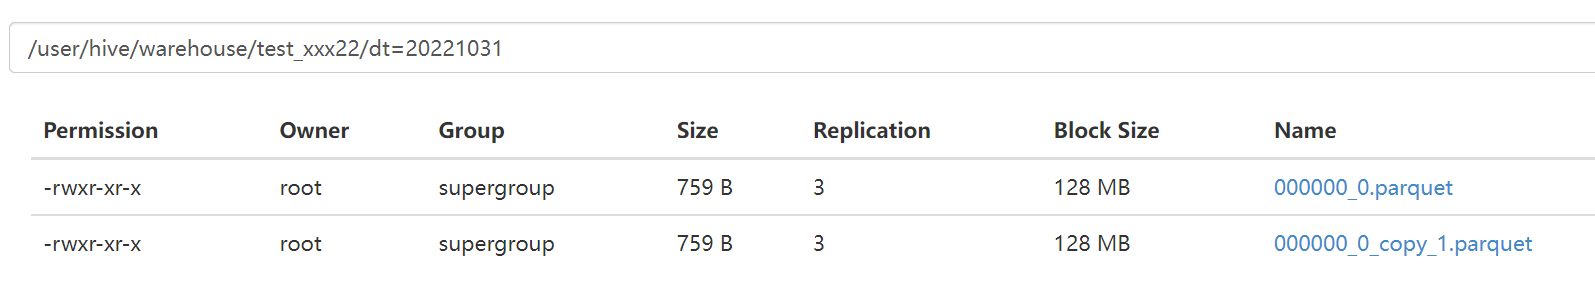 /user/hive/warehouse/test_xxx22/dt=20221031
Permission Owner Group Size Replication Block Size Name
-rwxr-xr-x root supergroup 759 B 3 128 MB 000000_0.parquet
-rwxr-xr-x root supergroup 759 B 3 128 MB 000000_0_copy_1.parquet